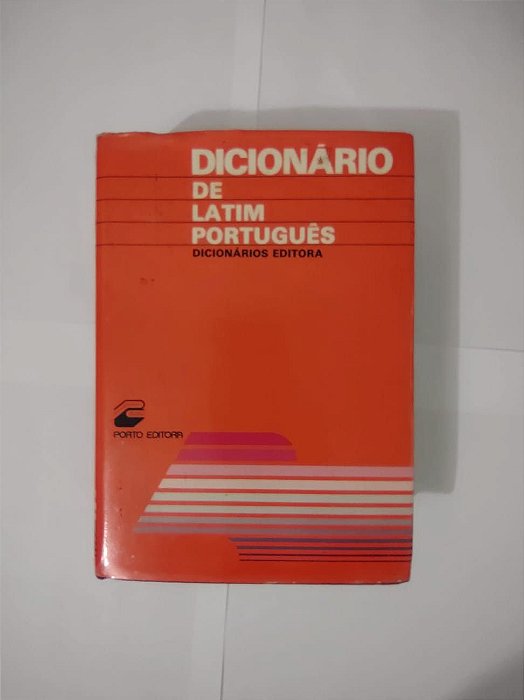 DICIONÁRIO
DE
LATIM
PORTUGUÊS
DICIONÁRIOS EDITORA
PORTO EDITORA